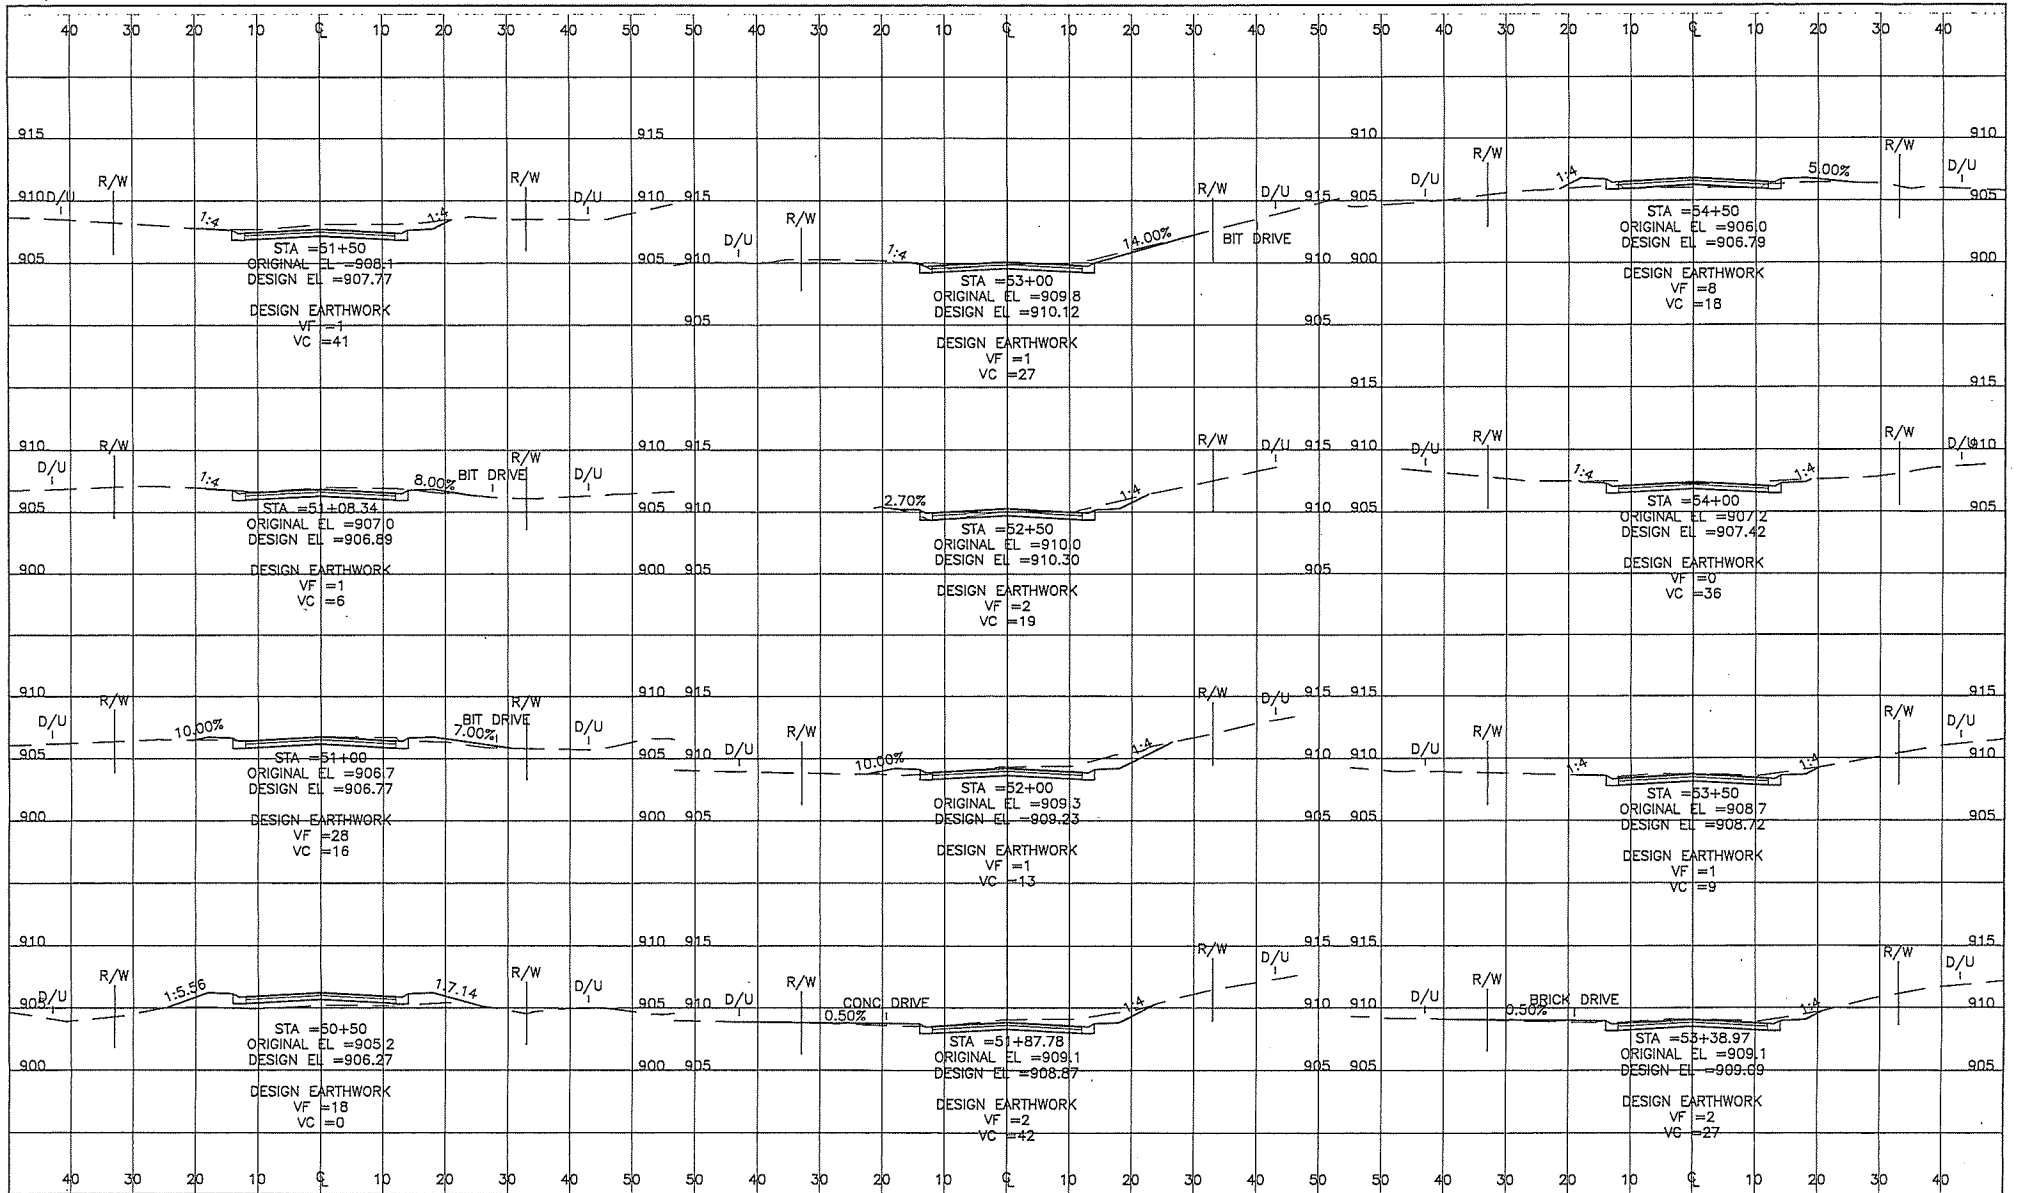 40 30 20 10 ℄ 10 20 30 40 50 40 30 20 10 ℄ 10 20 30 40 50 50 40 30 20 10 ℄ 10 20 30 40
915 915 910 910
R/W R/W R/W R/W R/W R/W
D/U D/U D/U D/U D/U D/U
910 910 915 915 905 905
1:4 1:4 1:4 14.00% BIT DRIVE 1:4 5.00%
STA =51+50
ORIGINAL EL =908.1
DESIGN EL =907.77
DESIGN EARTHWORK
VF =1
VC =41
905 905 910 910 900 900
STA =53+00
ORIGINAL EL =909.8
DESIGN EL =910.12
DESIGN EARTHWORK
VF =1
VC =27
905 905
STA =54+50
ORIGINAL EL =906.0
DESIGN EL =906.79
DESIGN EARTHWORK
VF =8
VC =18
915 915
910 910 915 915 910 910
R/W R/W R/W R/W R/W
D/U D/U D/U D/U D/U
1:4 8.00% BIT DRIVE 2.70% 1:4 1:4 1:4
905 905 910 910 905 905
STA =51+08.34
ORIGINAL EL =907.0
DESIGN EL =906.89
DESIGN EARTHWORK
VF =1
VC =6
900 900 905 905
STA =52+50
ORIGINAL EL =910.0
DESIGN EL =910.30
DESIGN EARTHWORK
VF =2
VC =19
STA =54+00
ORIGINAL EL =907.2
DESIGN EL =907.42
DESIGN EARTHWORK
VF =0
VC =36
910 910 915 915 915 915
R/W R/W R/W R/W R/W R/W
D/U D/U D/U D/U D/U D/U
10.00% 7.00% BIT DRIVE 10.00% 1:4 1:4 1:4
905 905 910 910 910 910
STA =51+00
ORIGINAL EL =906.7
DESIGN EL =906.77
DESIGN EARTHWORK
VF =28
VC =16
900 900 905 905 905 905
STA =52+00
ORIGINAL EL =909.3
DESIGN EL =909.23
DESIGN EARTHWORK
VF =1
VC =13
STA =53+50
ORIGINAL EL =908.7
DESIGN EL =908.72
DESIGN EARTHWORK
VF =1
VC =9
910 910 915 915 915 915
R/W R/W R/W R/W R/W R/W
D/U D/U D/U D/U D/U D/U
1:5.56 1:7.14 0.50% CONC DRIVE 1:4 0.50% BRICK DRIVE 1:4
905 905 910 910 910 910
STA =50+50
ORIGINAL EL =905.2
DESIGN EL =906.27
DESIGN EARTHWORK
VF =18
VC =0
900 900 905 905 905 905
STA =51+87.78
ORIGINAL EL =909.1
DESIGN EL =908.87
DESIGN EARTHWORK
VF =2
VC =42
STA =53+38.97
ORIGINAL EL =909.1
DESIGN EL =909.09
DESIGN EARTHWORK
VF =2
VC =27
40 30 20 10 ℄ 10 20 30 40 50 40 30 20 10 ℄ 10 20 30 40 50 50 40 30 20 10 ℄ 10 20 30 40